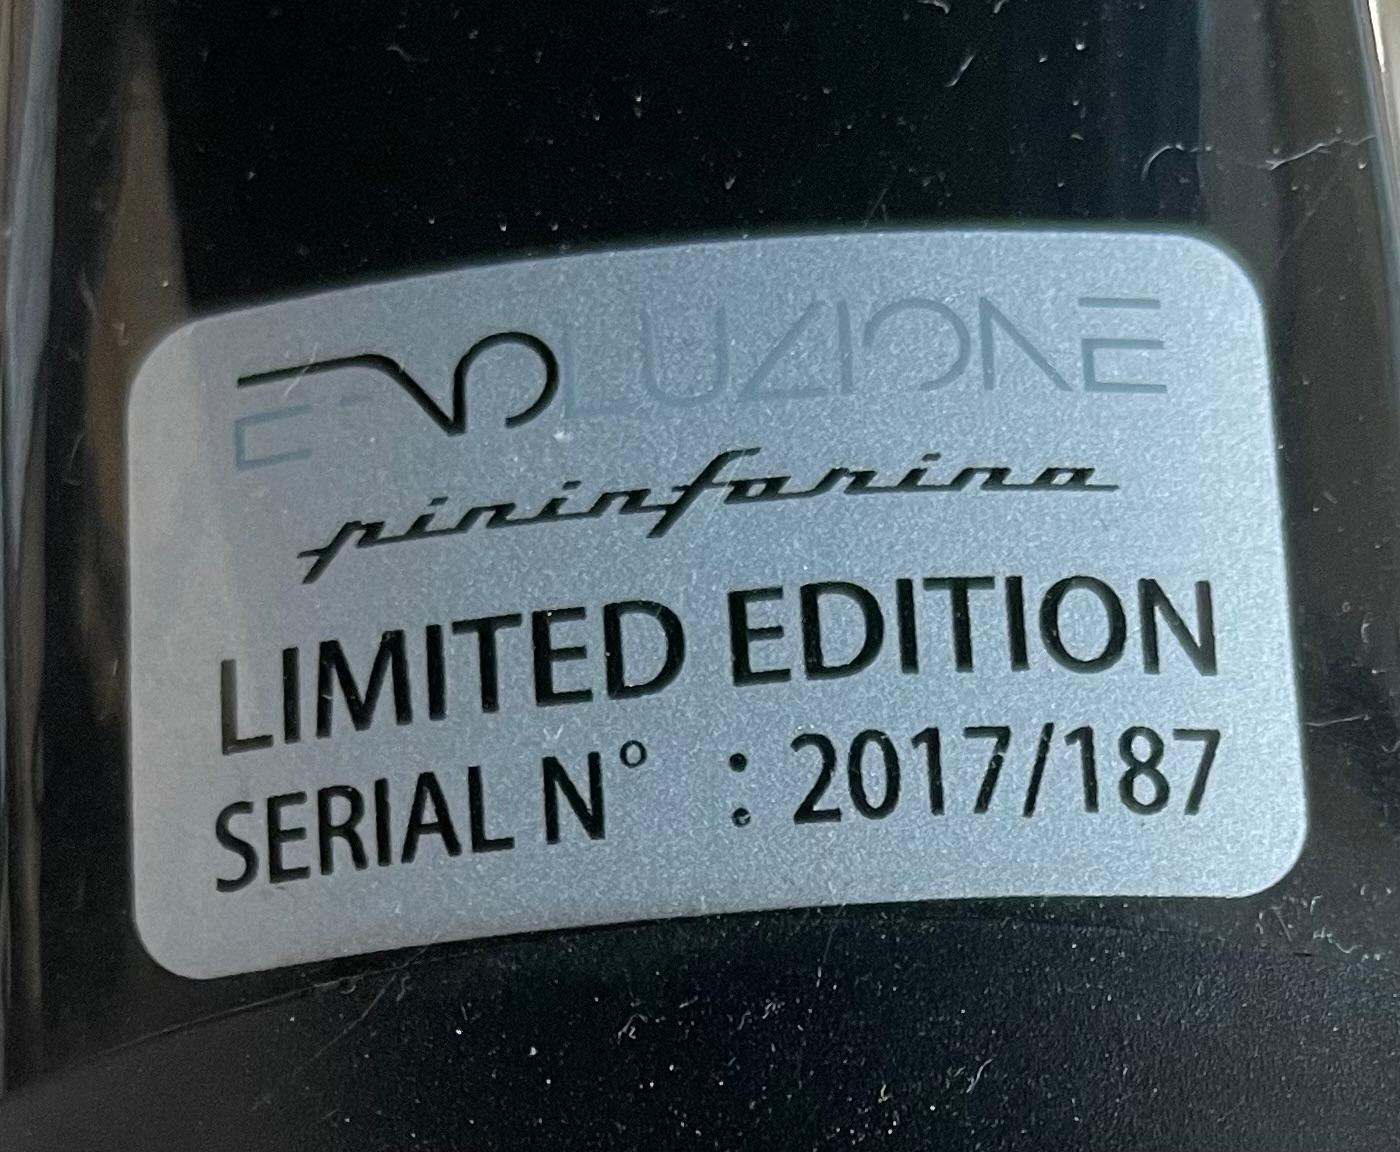 EVOLUZIONE
pininfarina
LIMITED EDITION
SERIAL N° : 2017/187